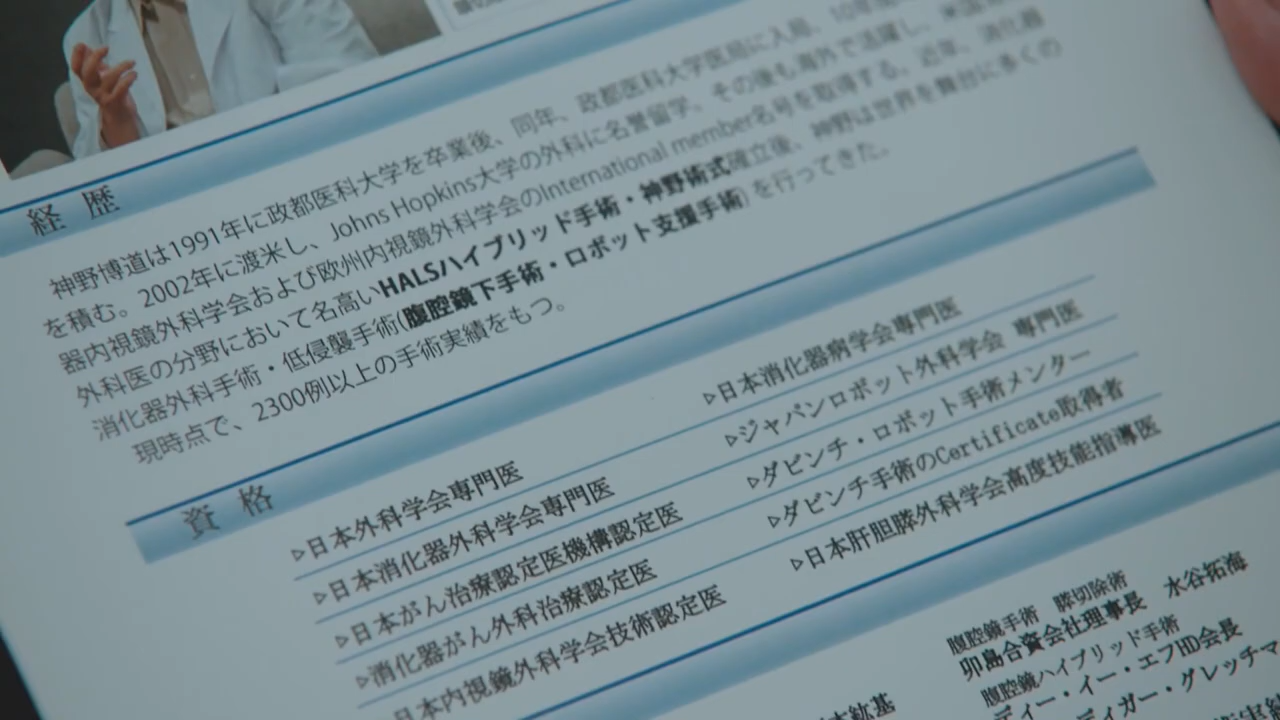 経 歴
神野博道は1991年に政都医科大学を卒業後、同年、政都医科大学医局に入局、10年
を積む。2002年に渡米し、Johns Hopkins大学の外科に名誉留学。その後も海外で活躍し、米国
器内視鏡外科学会および欧州内視鏡外科学会のInternational member名号を取得する。近年、消化器
外科医の分野において名高いHALSハイブリッド手術・神野術式確立後、神野は世界を舞台に多くの
消化器外科手術・低侵襲手術(腹腔鏡下手術・ロボット支援手術)を行ってきた。
現時点で、2300例以上の手術実績をもつ。
資 格
▹日本外科学会専門医
▹日本消化器外科学会専門医
▹日本がん治療認定医機構認定医
▹消化器がん外科治療認定医
日本内視鏡外科学会技術認定医
▹日本消化器病学会専門医
▹ジャパンロボット外科学会 専門医
▹ダビンチ・ロボット手術メンター
▹ダビンチ手術のCertificate取得者
▹日本肝胆膵外科学会高度技能指導医
腹腔鏡手術 膵切除術
卯島合資会社理事長 水谷拓海
腹腔鏡ハイブリッド手術
ディー・イー・エフHD会長
ディガー・グレッチマ